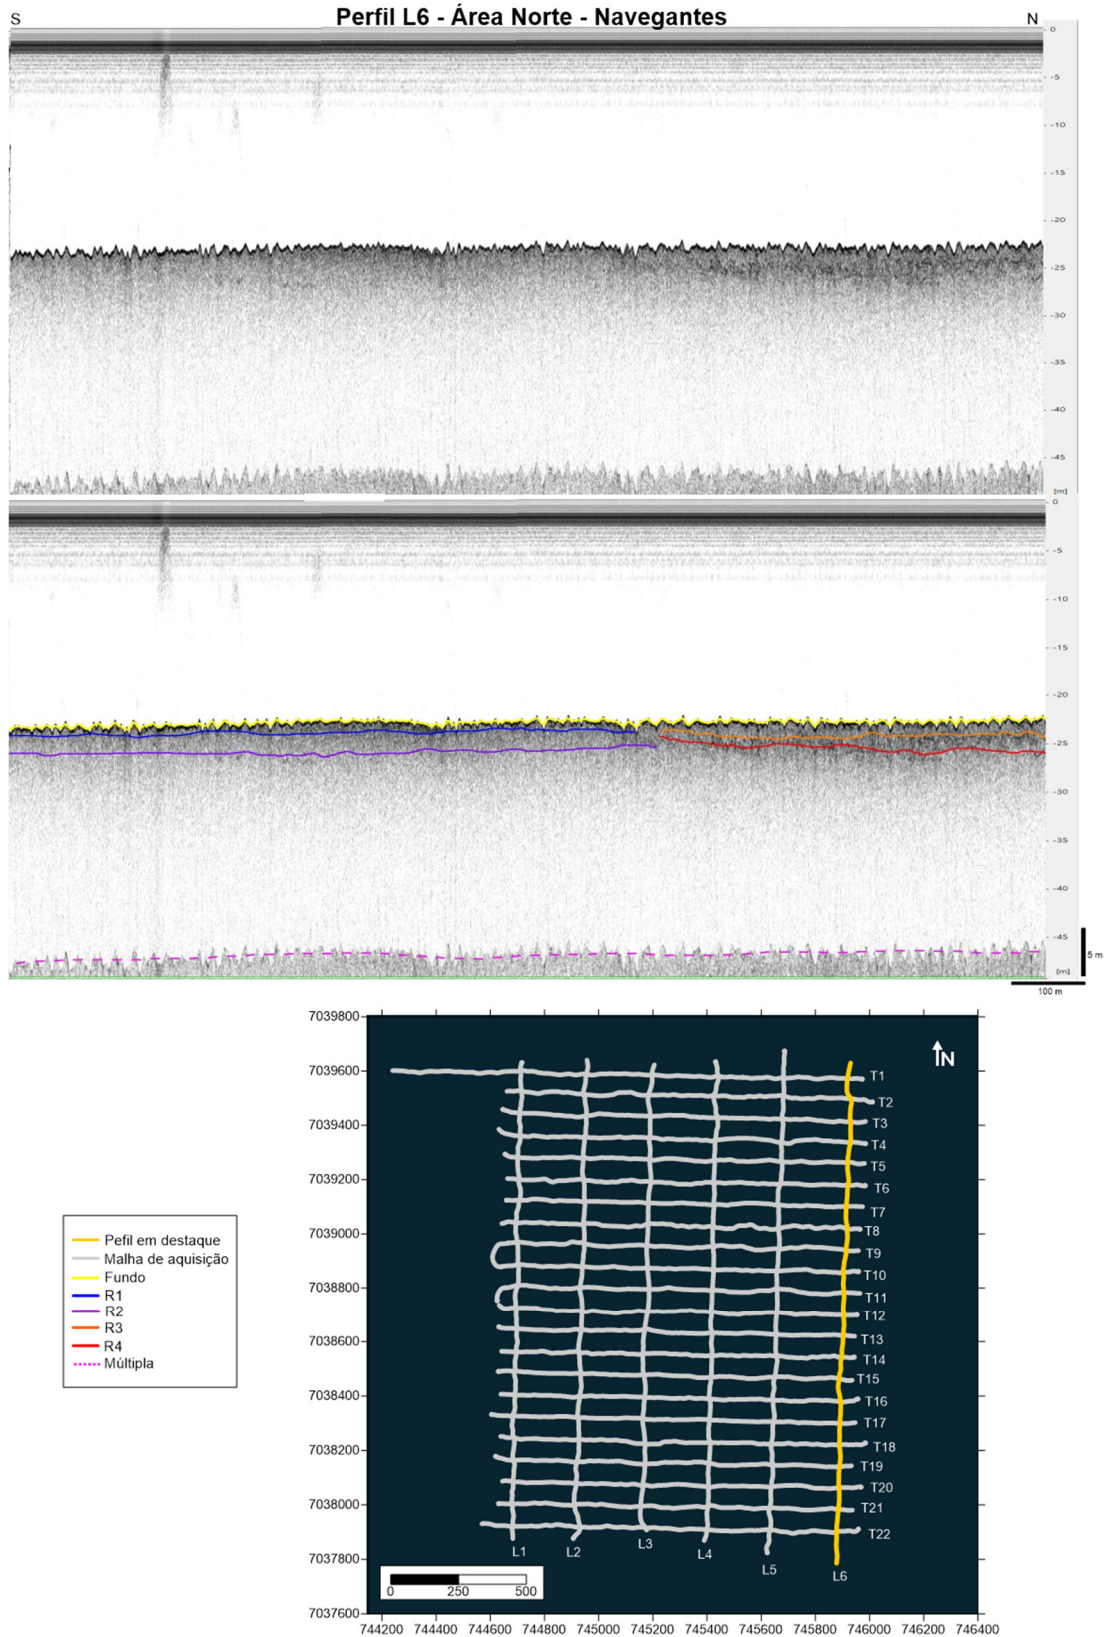 Perfil L6 - Área Norte - Navegantes
S
N
0
-5
-10
-15
-20
-25
-30
-35
-40
-45
[m]
0
-5
-10
-15
-20
-25
-30
-35
-40
-45
[m]
5 m
100 m
7039800
7039600
7039400
7039200
7039000
7038800
7038600
7038400
7038200
7038000
7037800
7037600
N
T1
T2
T3
T4
T5
T6
T7
T8
T9
T10
T11
T12
T13
T14
T15
T16
T17
T18
T19
T20
T21
T22
L1
L2
L3
L4
L5
L6
0 250 500
744200 744400 744600 744800 745000 745200 745400 745600 745800 746000 746200 746400
Pefil em destaque
Malha de aquisição
Fundo
R1
R2
R3
R4
Múltipla